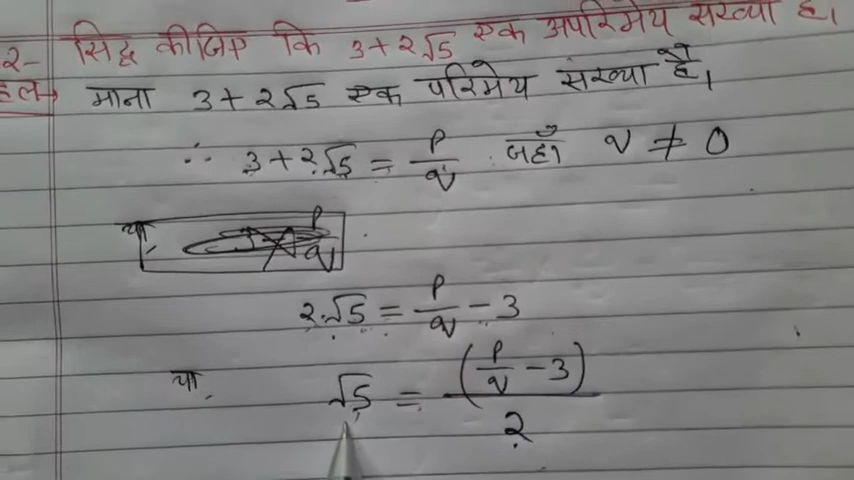 2- सिद्ध कीजिए कि 3+2√5 एक अपरिमेय संख्या है।
हल→ माना 3+2√5 एक परिमेय संख्या है।
∴ 3+2√5 = p/q जहाँ q ≠ 0
या, p/q
2.√5 = p/q - 3
या, √5 = (p/q - 3)/2